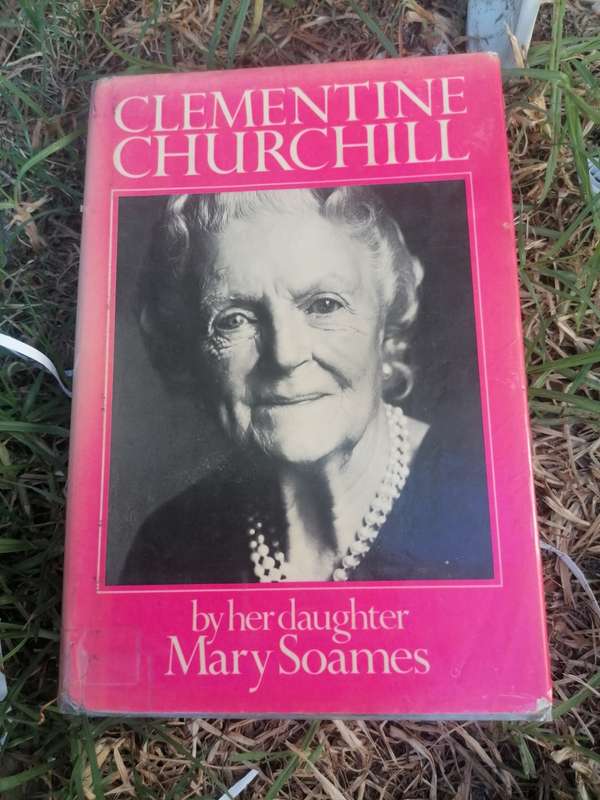 CLEMENTINE
CHURCHILL
by her daughter
Mary Soames